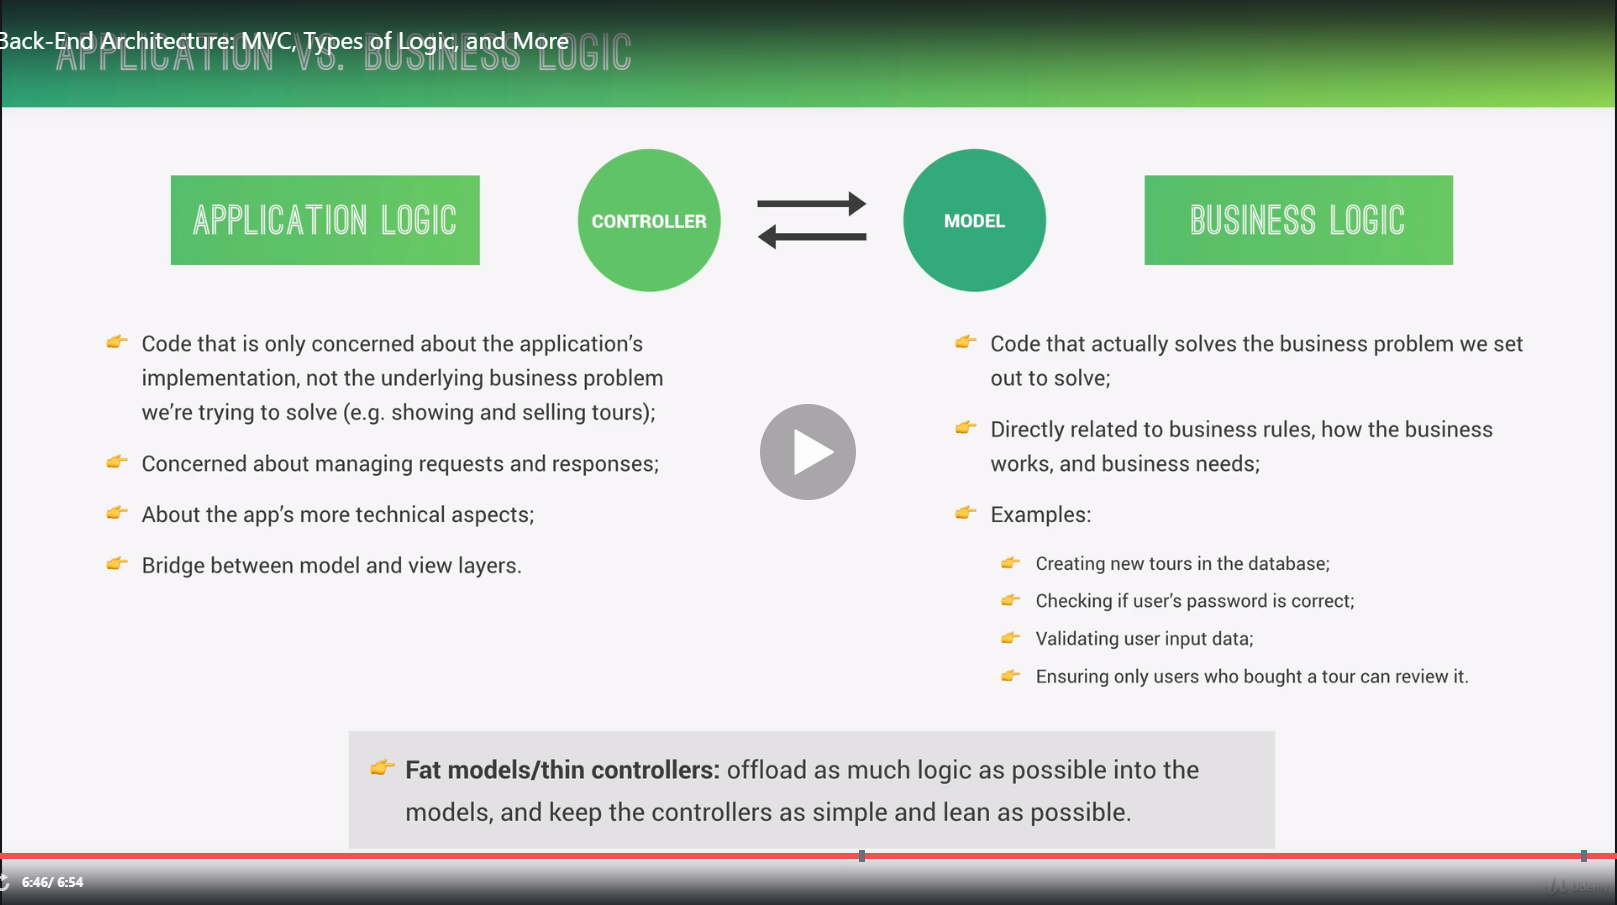 Back-End Architecture: MVC, Types of Logic, and More
APPLICATION VS. BUSINESS LOGIC
APPLICATION LOGIC
CONTROLLER
MODEL
BUSINESS LOGIC
Code that is only concerned about the application’s
implementation, not the underlying business problem
we’re trying to solve (e.g. showing and selling tours);
Concerned about managing requests and responses;
About the app’s more technical aspects;
Bridge between model and view layers.
Code that actually solves the business problem we set
out to solve;
Directly related to business rules, how the business
works, and business needs;
Examples:
Creating new tours in the database;
Checking if user’s password is correct;
Validating user input data;
Ensuring only users who bought a tour can review it.
Fat models/thin controllers: offload as much logic as possible into the
models, and keep the controllers as simple and lean as possible.
6:46/ 6:54
Udemy